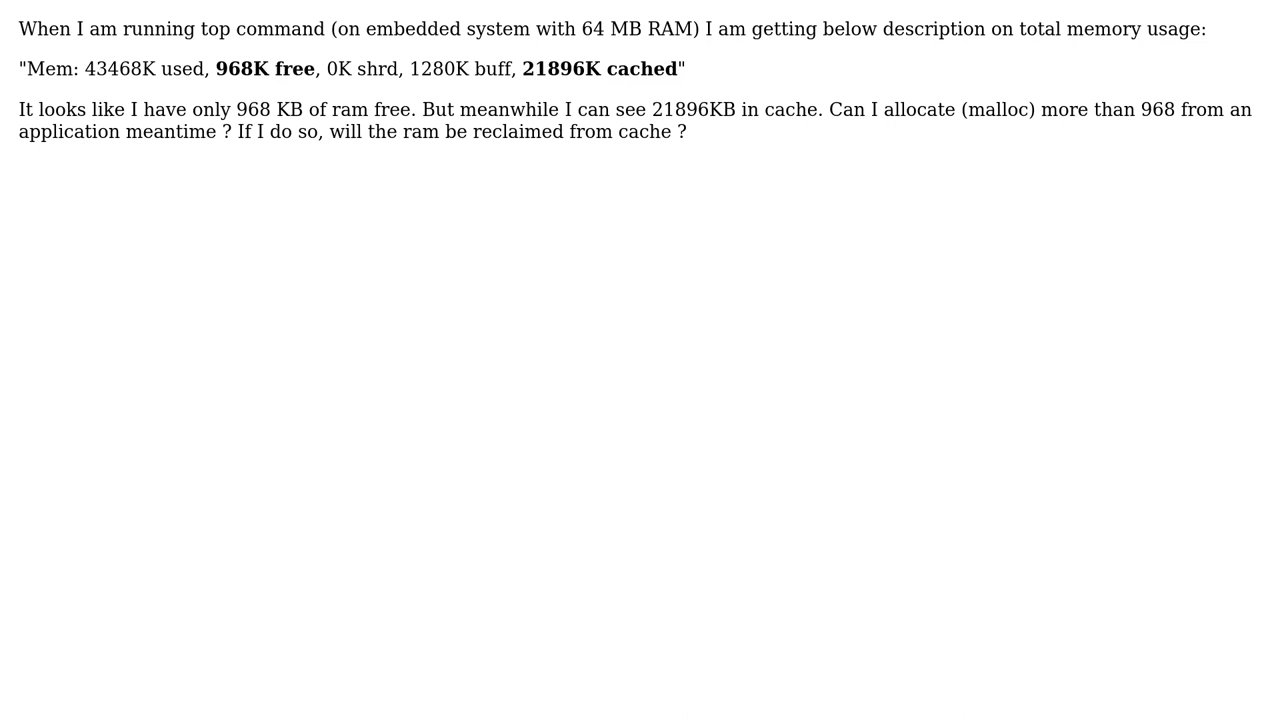 When I am running top command (on embedded system with 64 MB RAM) I am getting below description on total memory usage:
"Mem: 43468K used, 968K free, 0K shrd, 1280K buff, 21896K cached"
It looks like I have only 968 KB of ram free. But meanwhile I can see 21896KB in cache. Can I allocate (malloc) more than 968 from an
application meantime ? If I do so, will the ram be reclaimed from cache ?